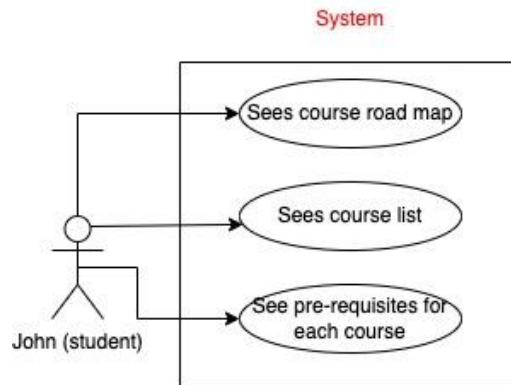 System
Sees course road map
Sees course list
See pre-requisites for
each course
John (student)